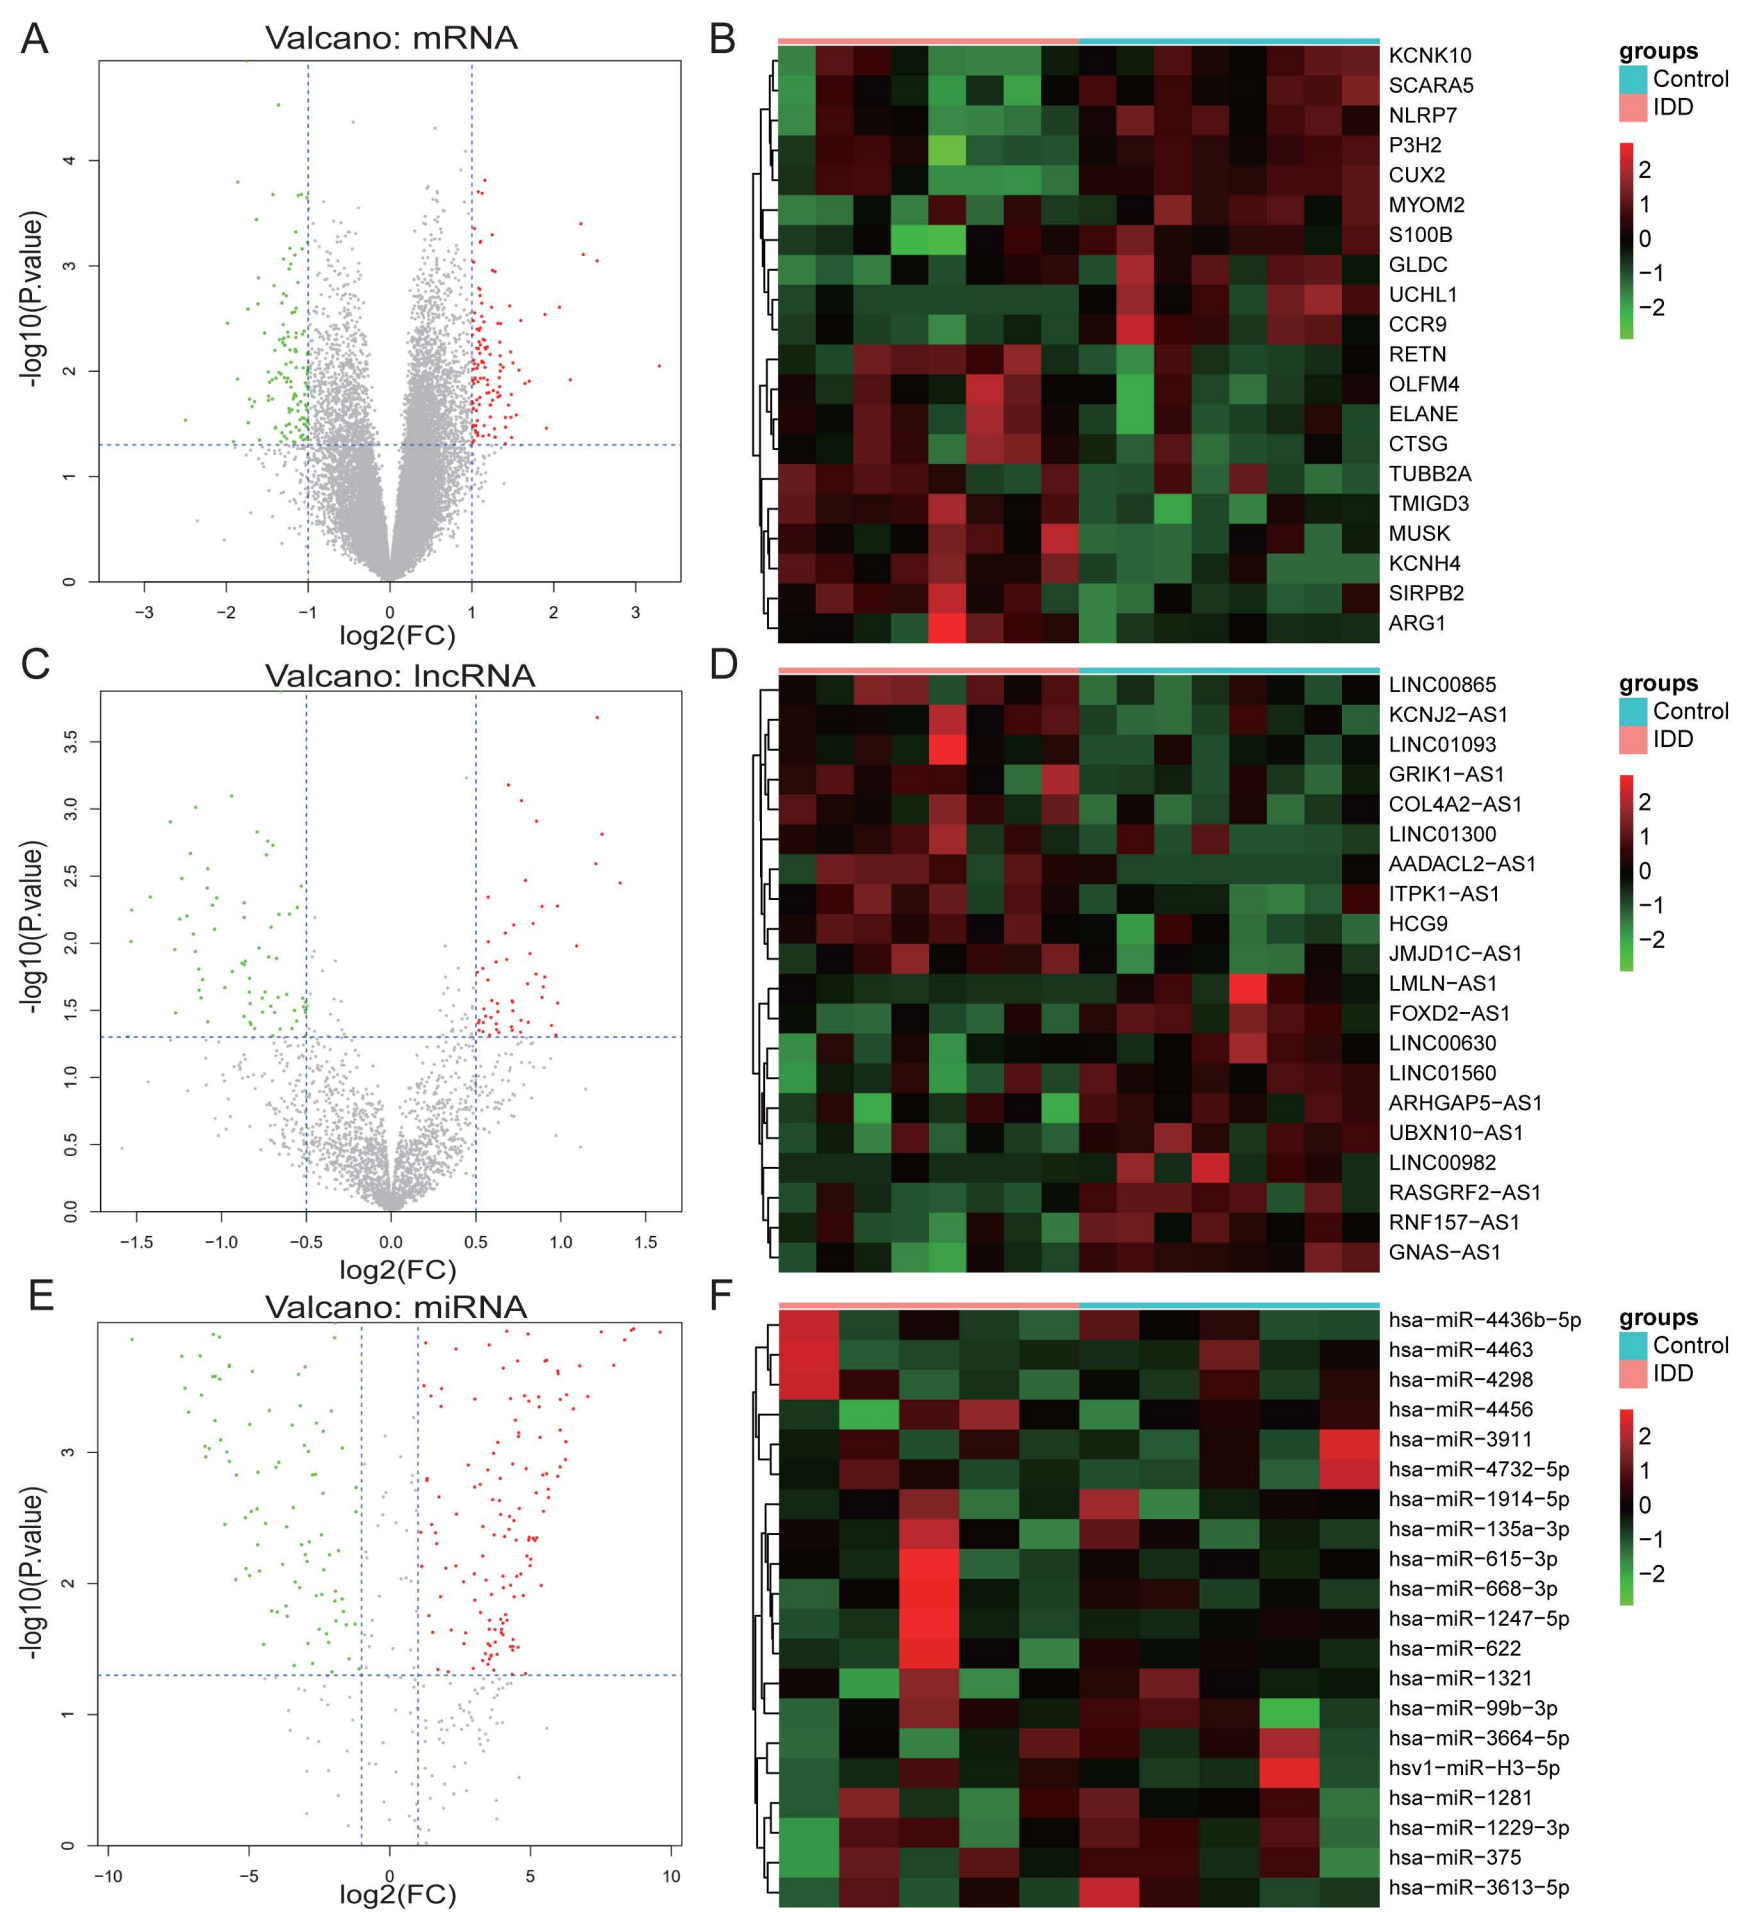 A
Valcano: mRNA
-log10(P.value)
4
3
2
1
0
−3
−2
−1
0
1
2
3
log2(FC)
B
KCNK10
SCARA5
NLRP7
P3H2
CUX2
MYOM2
S100B
GLDC
UCHL1
CCR9
RETN
OLFM4
ELANE
CTSG
TUBB2A
TMIGD3
MUSK
KCNH4
SIRPB2
ARG1
groups
Control
IDD
2
1
0
−1
−2
C
Valcano: lncRNA
-log10(P.value)
3.5
3.0
2.5
2.0
1.5
1.0
0.5
0.0
−1.5
−1.0
−0.5
0.0
0.5
1.0
1.5
log2(FC)
D
LINC00865
KCNJ2−AS1
LINC01093
GRIK1−AS1
COL4A2−AS1
LINC01300
AADACL2−AS1
ITPK1−AS1
HCG9
JMJD1C−AS1
LMLN−AS1
FOXD2−AS1
LINC00630
LINC01560
ARHGAP5−AS1
UBXN10−AS1
LINC00982
RASGRF2−AS1
RNF157−AS1
GNAS−AS1
groups
Control
IDD
2
1
0
−1
−2
E
Valcano: miRNA
-log10(P.value)
3
2
1
0
−10
−5
0
5
10
log2(FC)
F
hsa−miR−4436b−5p
hsa−miR−4463
hsa−miR−4298
hsa−miR−4456
hsa−miR−3911
hsa−miR−4732−5p
hsa−miR−1914−5p
hsa−miR−135a−3p
hsa−miR−615−3p
hsa−miR−668−3p
hsa−miR−1247−5p
hsa−miR−622
hsa−miR−1321
hsa−miR−99b−3p
hsa−miR−3664−5p
hsv1−miR−H3−5p
hsa−miR−1281
hsa−miR−1229−3p
hsa−miR−375
hsa−miR−3613−5p
groups
Control
IDD
2
1
0
−1
−2